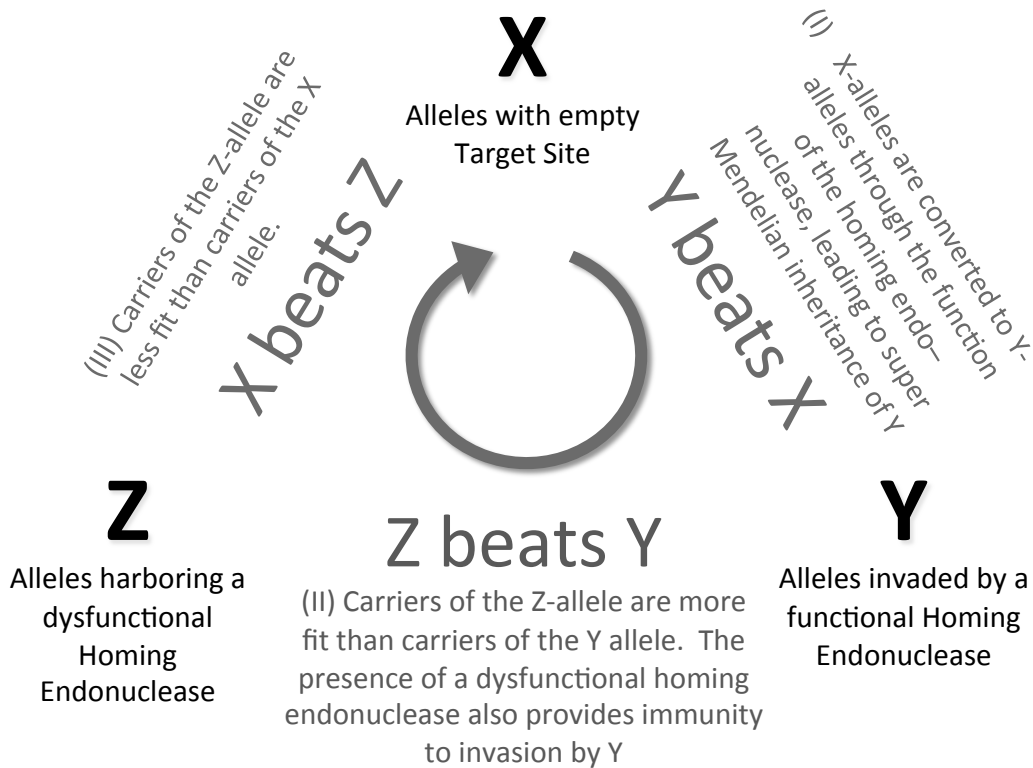 X
Alleles with empty
Target Site
(I) X-alleles are converted to Y-
alleles through the function
of the homing endo–
nuclease, leading to super
Mendelian inheritance of Y
Y beats X
(III) Carriers of the Z-allele are
less fit than carriers of the X
allele.
X beats Z
Z
Alleles harboring a
dysfunctional
Homing
Endonuclease
Z beats Y
(II) Carriers of the Z-allele are more
fit than carriers of the Y allele.  The
presence of a dysfunctional homing
endonuclease also provides immunity
to invasion by Y
Y
Alleles invaded by a
functional Homing
Endonuclease